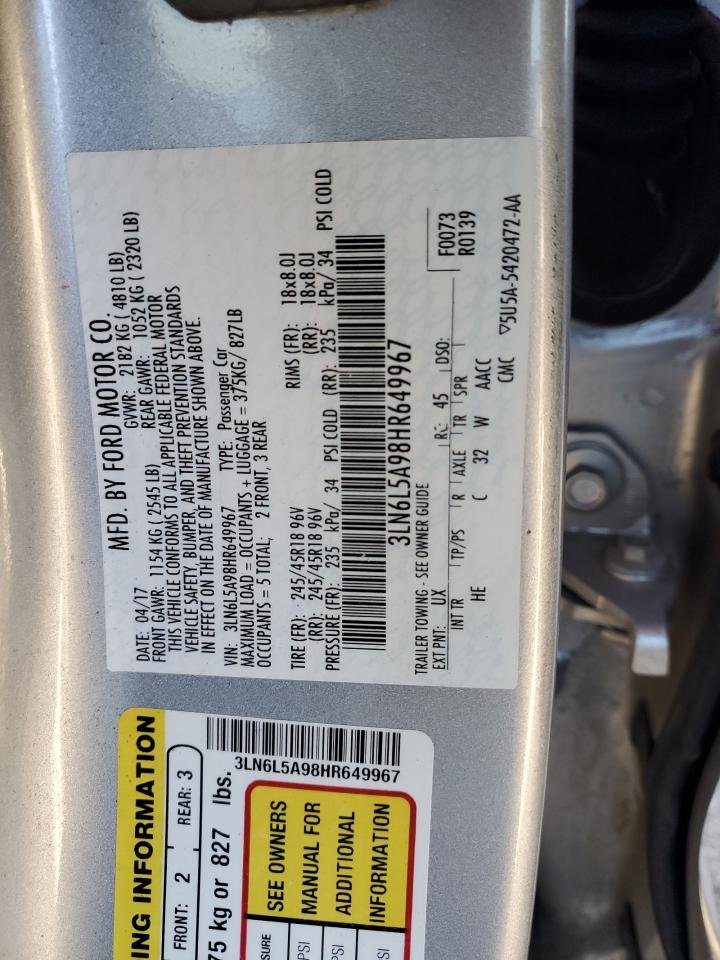 MFD. BY FORD MOTOR CO.
DATE: 04/17 GVWR: 2182 KG ( 4810 LB)
FRONT GAWR: 1154 KG ( 2545 LB) REAR GAWR: 1052 KG ( 2320 LB)
THIS VEHICLE CONFORMS TO ALL APPLICABLE FEDERAL MOTOR
VEHICLE SAFETY, BUMPER, AND THEFT PREVENTION STANDARDS
IN EFFECT ON THE DATE OF MANUFACTURE SHOWN ABOVE.
VIN: 3LN6L5A98HR649967 TYPE: Passenger Car
MAXIMUM LOAD = OCCUPANTS + LUGGAGE = 375KG/ 827LB
OCCUPANTS = 5 TOTAL; 2 FRONT, 3 REAR
TIRE (FR): 245/45R18 96V RIMS (FR): 18x8.0J
(RR): 245/45R18 96V (RR): 18x8.0J
PRESSURE (FR): 235 kPa/ 34 PSI COLD (RR): 235 kPa/ 34 PSI COLD
3LN6L5A98HR649967
TRAILER TOWING - SEE OWNER GUIDE F0073
EXT PNT: UX RC: 45 DSO: R0139
INT TR TP/PS R AXLE TR SPR
HE C 32 W AACC
CMC ▽5U5A-5420472-AA
ING INFORMATION
FRONT: 2 REAR: 3
75 kg or 827 lbs.
3LN6L5A98HR649967
SSURE SEE OWNERS
PSI MANUAL FOR
PSI ADDITIONAL
PSI INFORMATION